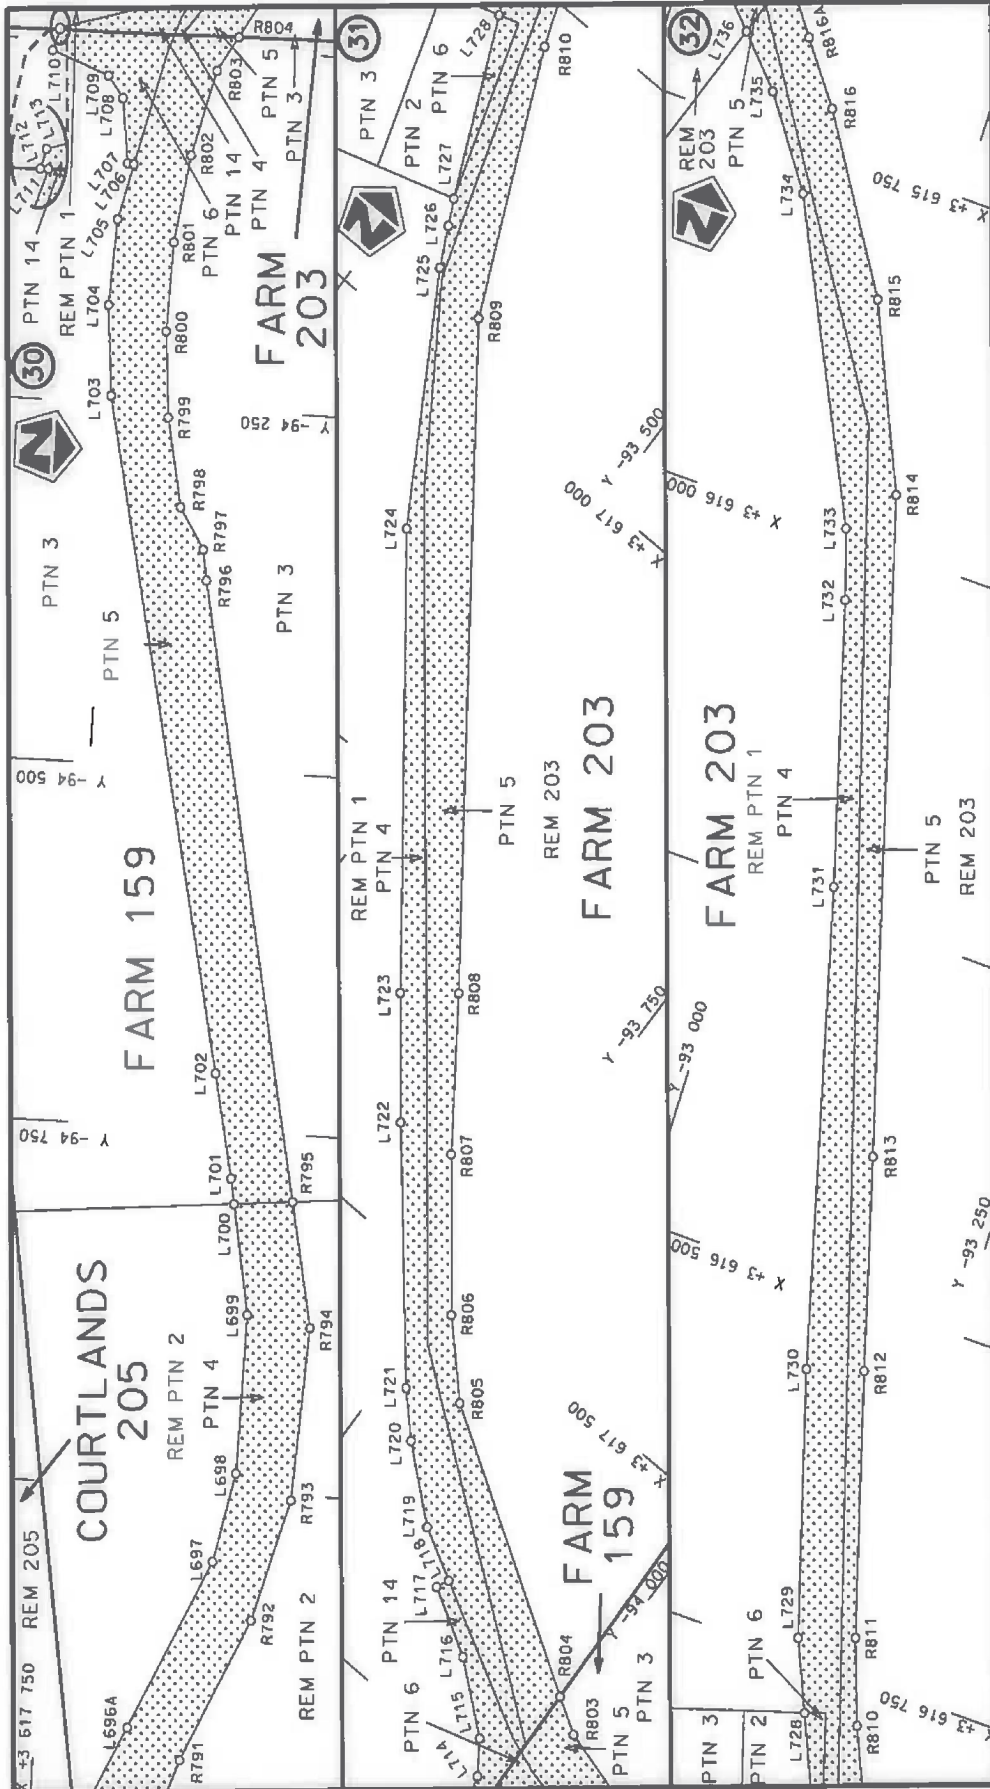 30
COURTLANDS
205
FARM 159
FARM
203
X +3 617 750
REM 205
REM PTN 2
PTN 4
REM PTN 2
PTN 5
PTN 3
PTN 3
PTN 14
REM PTN 1
PTN 6
PTN 14
PTN 4
PTN 3
PTN 5
Y -94 750
Y -94 500
Y -94 250
L696A
L697
L698
L699
L700
L701
L702
L703
L704
L705
L706
L707
L708
L709
L710
L711
L712
L713
R791
R792
R793
R794
R795
R796
R797
R798
R799
R800
R801
R802
R803
R804
31
FARM
159
FARM 203
PTN 6
PTN 14
PTN 5
PTN 3
REM PTN 1
PTN 4
PTN 5
REM 203
PTN 3
PTN 2
PTN 6
Y -94 000
X +3 617 500
Y -93 750
X +3 617 000
Y -93 500
L714
L715
L716
L717
L718
L719
L720
L721
L722
L723
L724
L725
L726
L727
L728
R803
R804
R805
R806
R807
R808
R809
R810
32
FARM 203
PTN 3
PTN 2
PTN 6
REM PTN 1
PTN 4
PTN 5
REM 203
REM
203
PTN 5
X +3 616 750
Y -93 250
X +3 616 500
Y -93 000
X +3 616 000
X +3 615 750
L728
L729
L730
L731
L732
L733
L734
L735
L736
R810
R811
R812
R813
R814
R815
R816
R816A